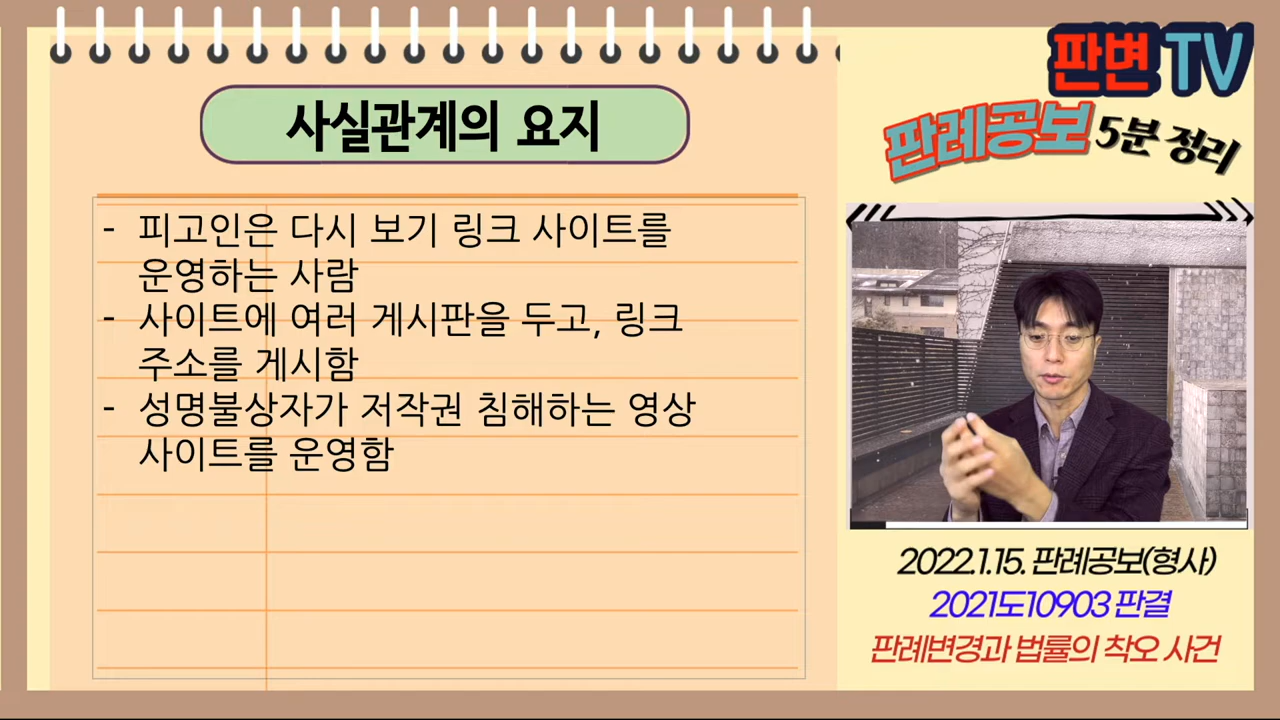 사실관계의 요지
- 피고인은 다시 보기 링크 사이트를
운영하는 사람
- 사이트에 여러 게시판을 두고, 링크
주소를 게시함
- 성명불상자가 저작권 침해하는 영상
사이트를 운영함
판변 TV
판례공보 5분 정리
2022.1.15. 판례공보(형사)
2021도10903 판결
판례변경과 법률의 착오 사건